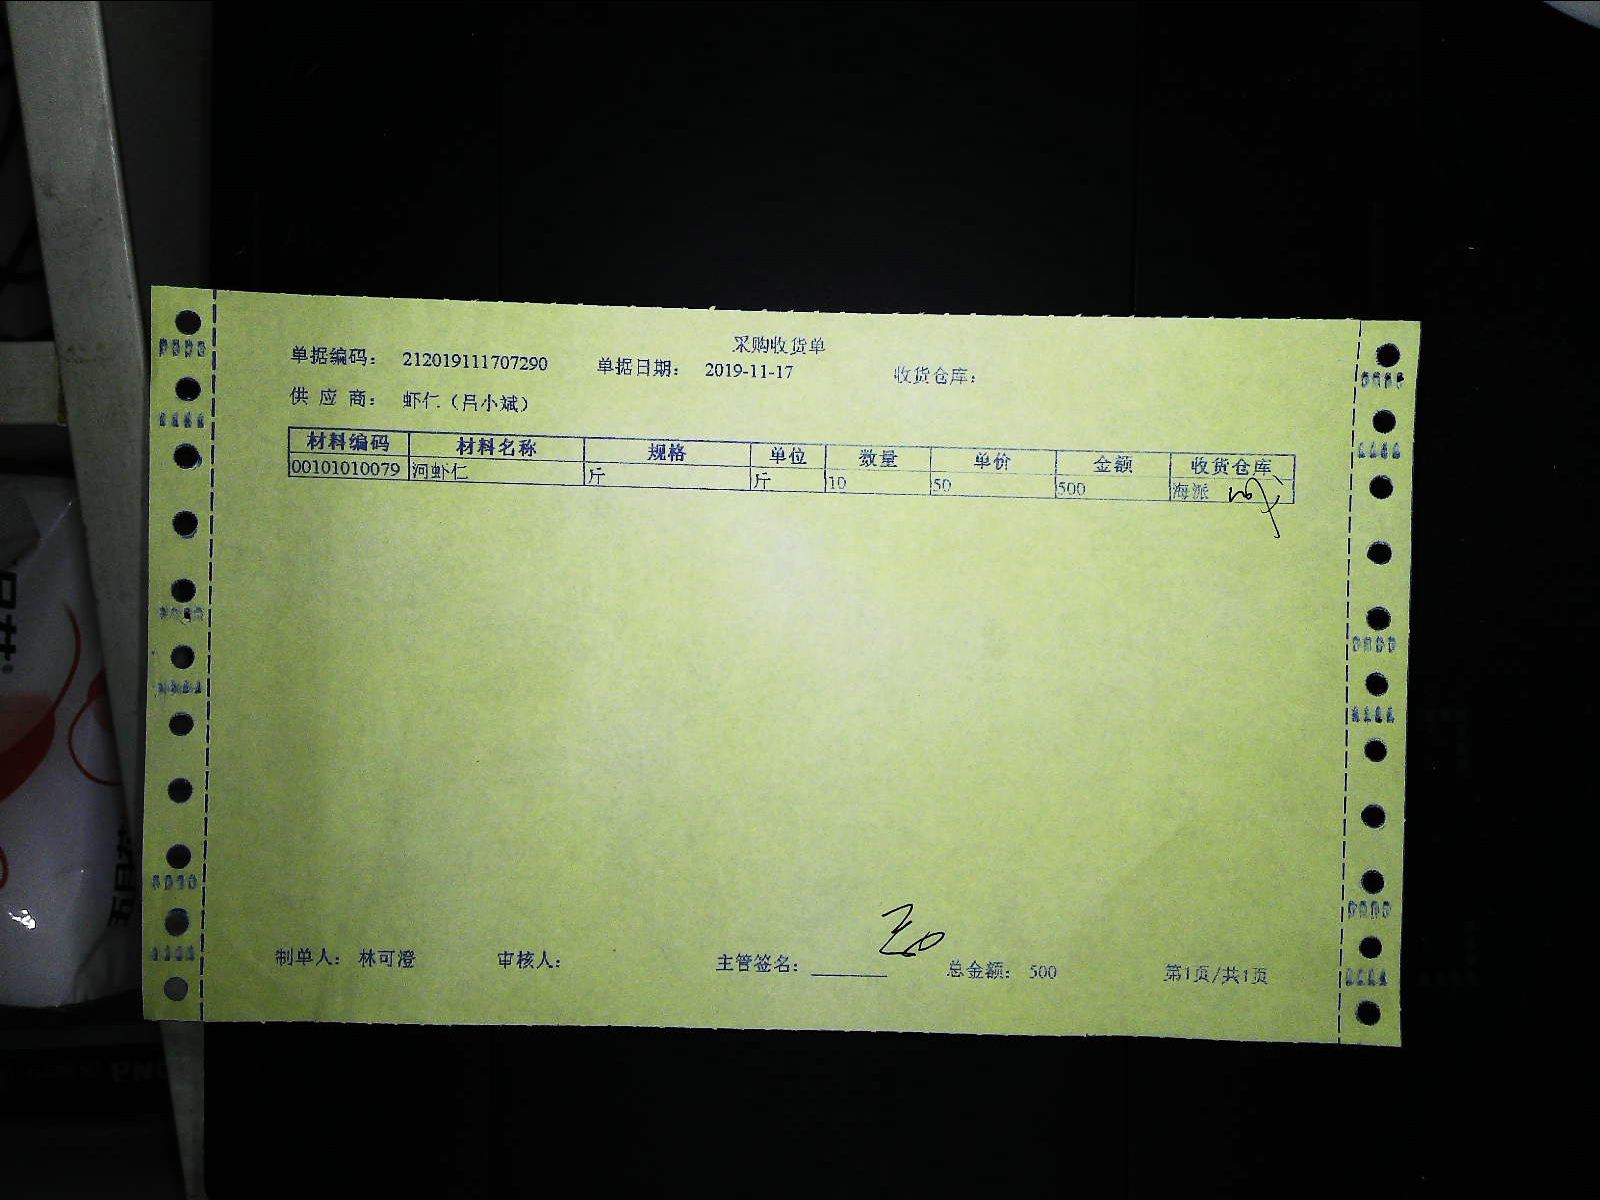 采购收货单
单据编码: 212019111707290 单据日期: 2019-11-17 收货仓库:
供 应 商: 虾仁（吕小斌）
材料编码 材料名称 规格 单位 数量 单价 金额 收货仓库
00101010079 河虾仁 斤 斤 10 50 500 海派
制单人: 林可澄 审核人: 主管签名: 总金额: 500 第1页/共1页